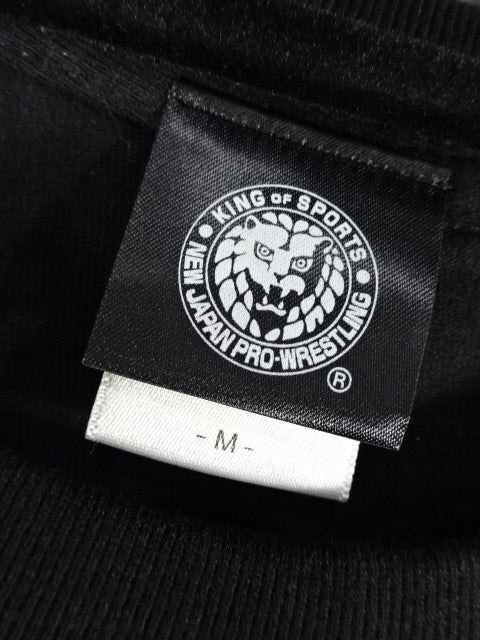 KING OF SPORTS
NEW JAPAN PRO-WRESTLING
®
- M -